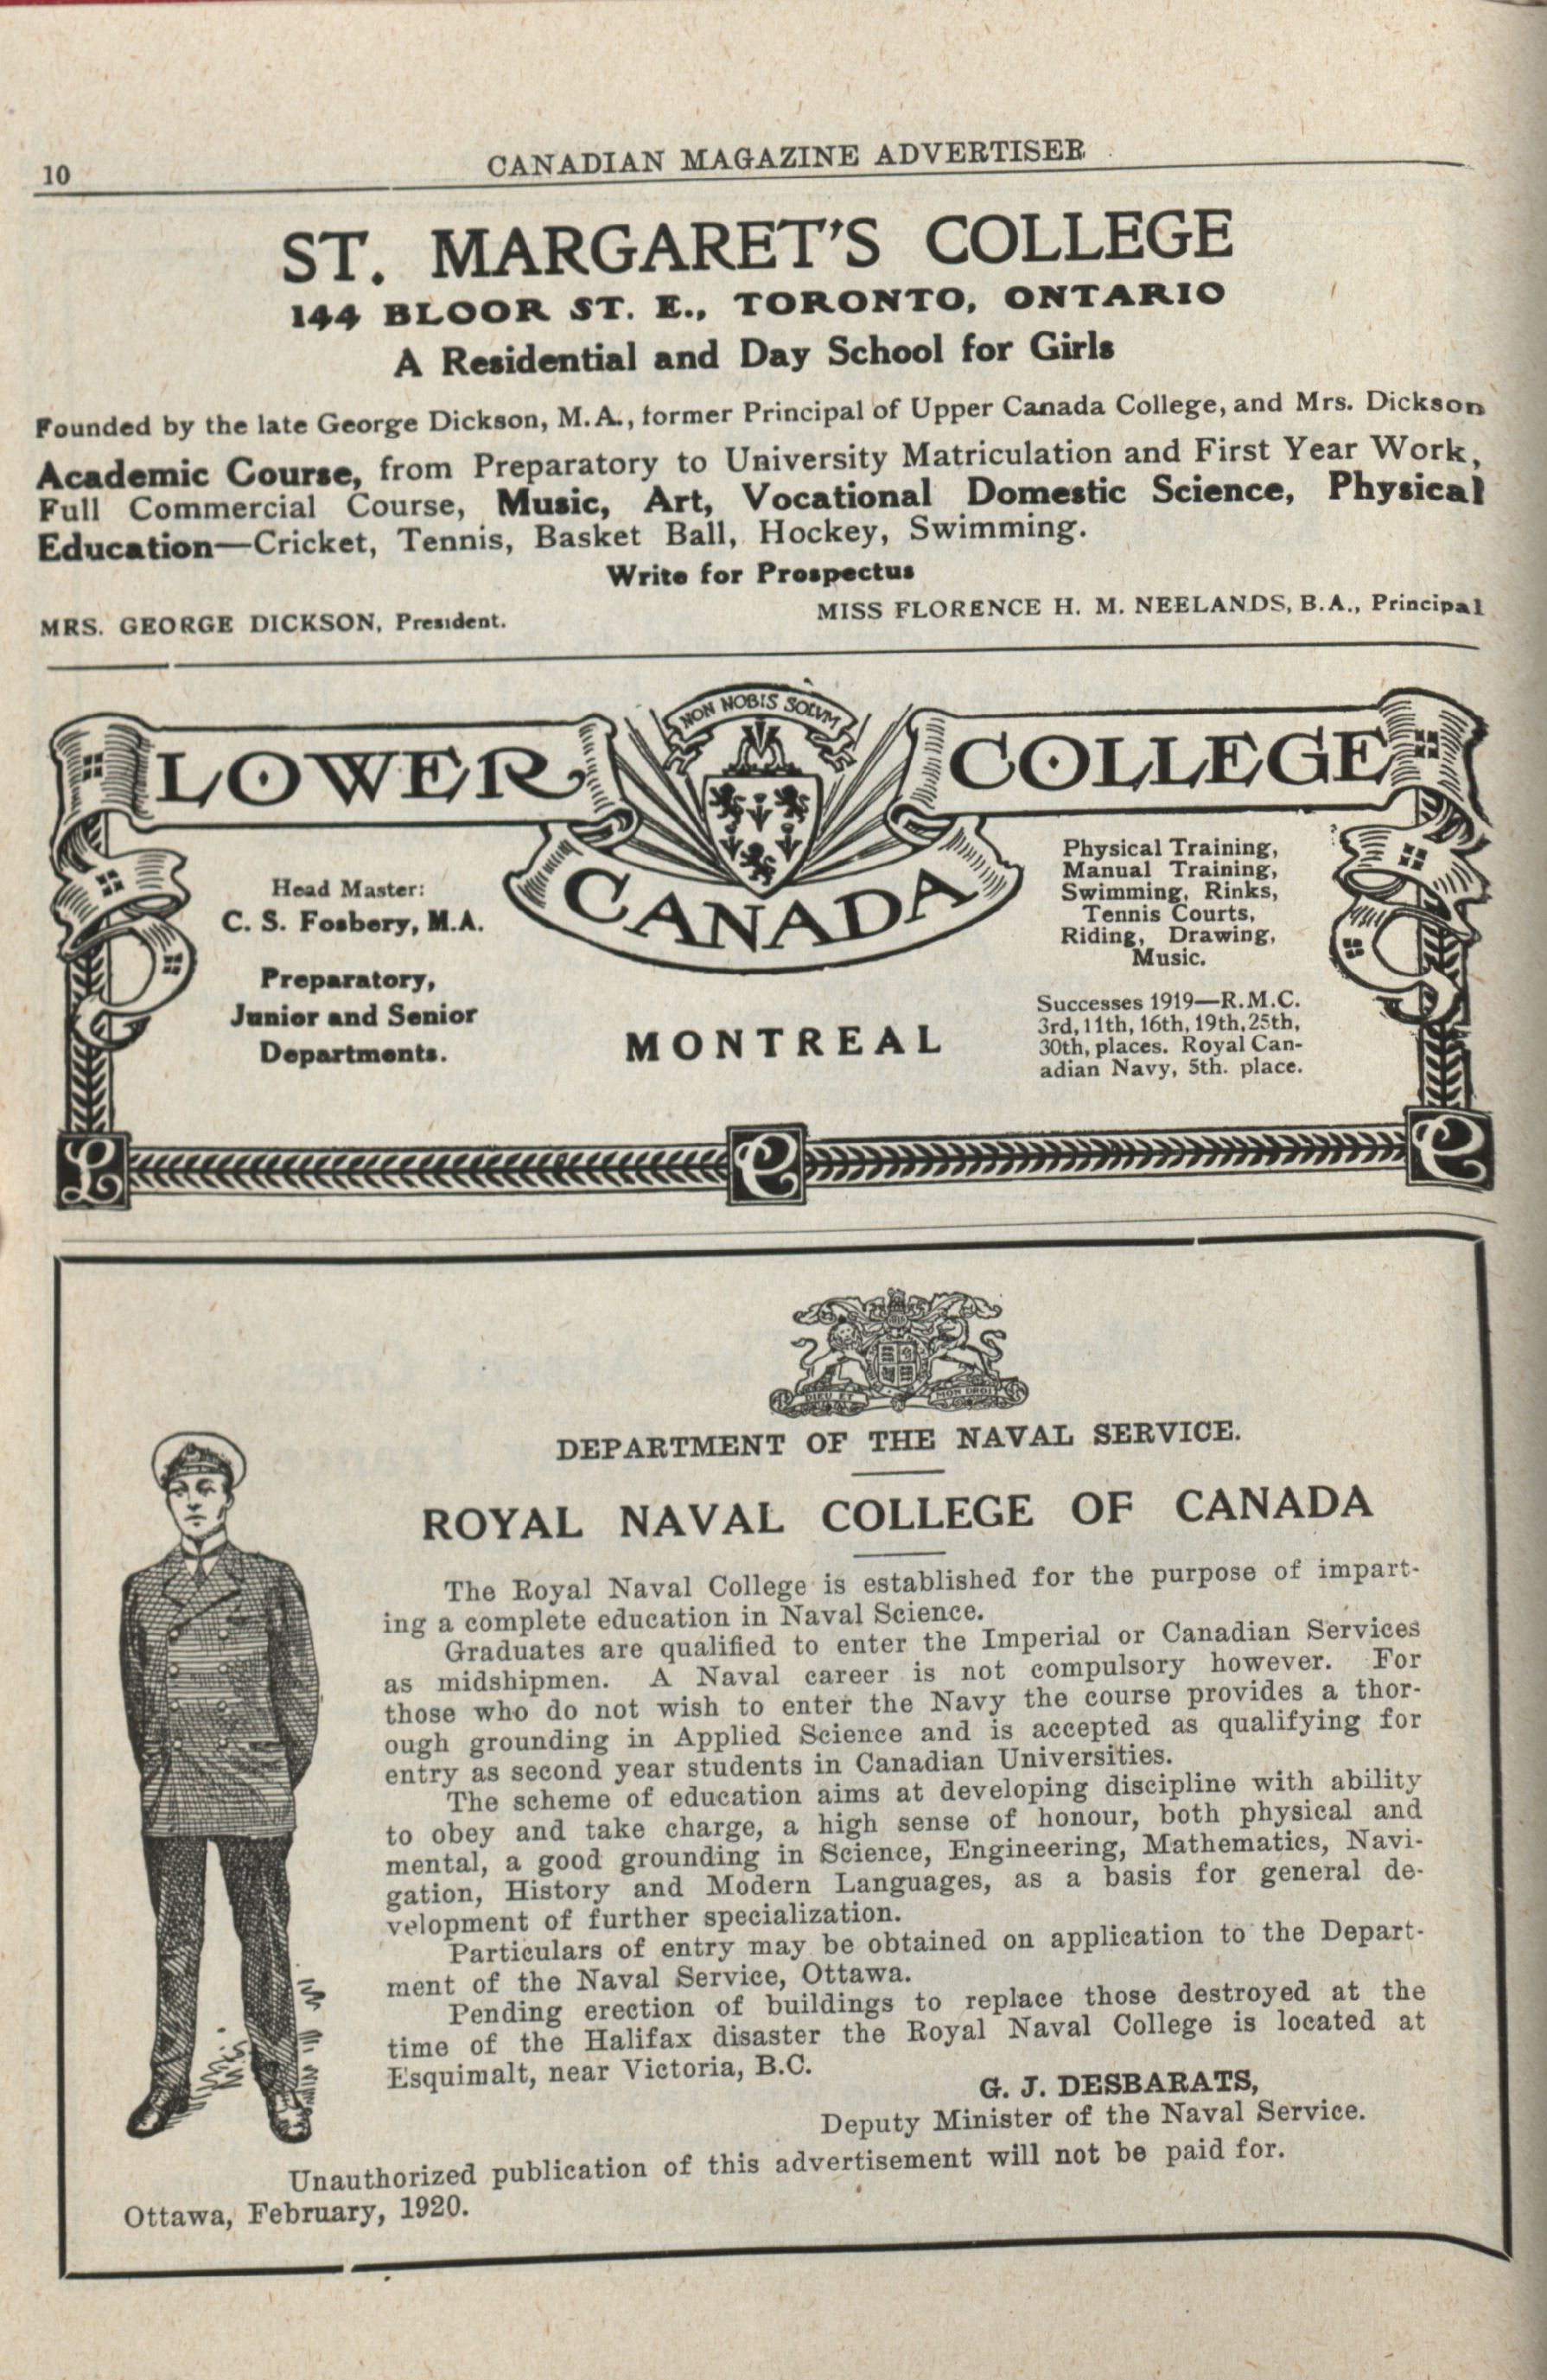 10
CANADIAN MAGAZINE ADVERTISER
ST. MARGARET'S COLLEGE
144 BLOOR ST. E., TORONTO, ONTARIO
A Residential and Day School for Girls
Founded by the late George Dickson, M.A., former Principal of Upper Canada College, and Mrs. Dickson
Academic Course, from Preparatory to University Matriculation and First Year Work,
Full Commercial Course, Music, Art, Vocational Domestic Science, Physical
Education—Cricket, Tennis, Basket Ball, Hockey, Swimming.
Write for Prospectus
MRS. GEORGE DICKSON, President.
MISS FLORENCE H. M. NEELANDS, B.A., Principal
NON NOBIS SOLVM
LOWER
CANADA
COLLEGE
Head Master:
C. S. Fosbery, M.A.
Preparatory,
Junior and Senior
Departments.
MONTREAL
Physical Training,
Manual Training,
Swimming, Rinks,
Tennis Courts,
Riding, Drawing,
Music.
Successes 1919—R.M.C.
3rd, 11th, 16th, 19th, 25th,
30th, places. Royal Can-
adian Navy, 5th. place.
L C C
DIEU ET MON DROIT
DEPARTMENT OF THE NAVAL SERVICE.
ROYAL NAVAL COLLEGE OF CANADA
The Royal Naval College is established for the purpose of impart-
ing a complete education in Naval Science.
Graduates are qualified to enter the Imperial or Canadian Services
as midshipmen. A Naval career is not compulsory however. For
those who do not wish to enter the Navy the course provides a thor-
ough grounding in Applied Science and is accepted as qualifying for
entry as second year students in Canadian Universities.
The scheme of education aims at developing discipline with ability
to obey and take charge, a high sense of honour, both physical and
mental, a good grounding in Science, Engineering, Mathematics, Navi-
gation, History and Modern Languages, as a basis for general de-
velopment of further specialization.
Particulars of entry may be obtained on application to the Depart-
ment of the Naval Service, Ottawa.
Pending erection of buildings to replace those destroyed at the
time of the Halifax disaster the Royal Naval College is located at
Esquimalt, near Victoria, B.C.
G. J. DESBARATS,
Deputy Minister of the Naval Service.
Unauthorized publication of this advertisement will not be paid for.
Ottawa, February, 1920.